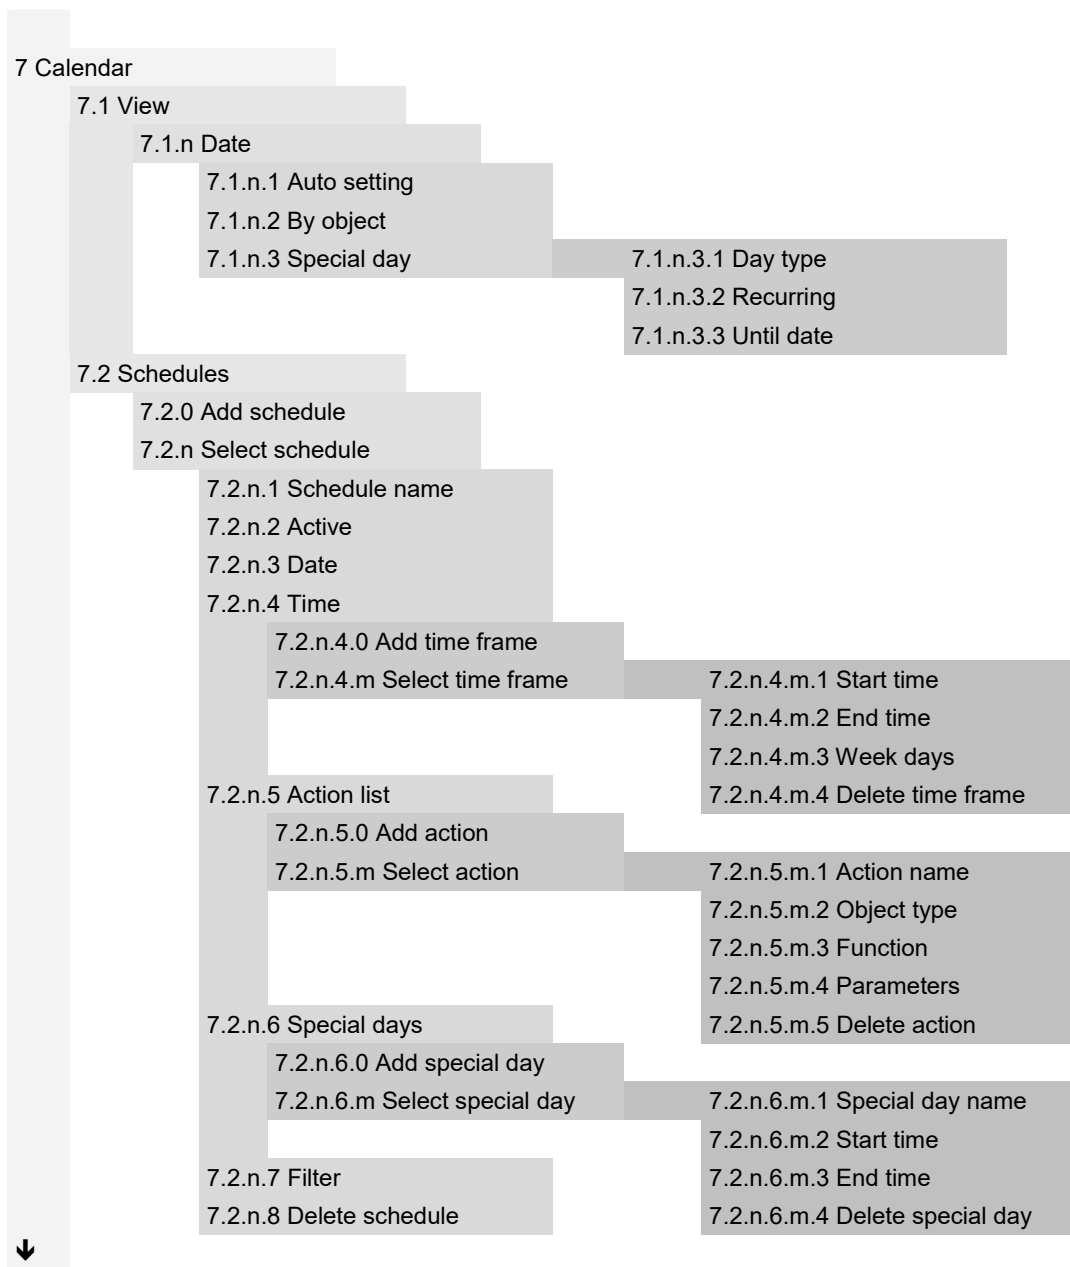 7 Calendar
7.1 View
7.1.n Date
7.1.n.1 Auto setting
7.1.n.2 By object
7.1.n.3 Special day 7.1.n.3.1 Day type
7.1.n.3.2 Recurring
7.1.n.3.3 Until date
7.2 Schedules
7.2.0 Add schedule
7.2.n Select schedule
7.2.n.1 Schedule name
7.2.n.2 Active
7.2.n.3 Date
7.2.n.4 Time
7.2.n.4.0 Add time frame
7.2.n.4.m Select time frame 7.2.n.4.m.1 Start time
7.2.n.4.m.2 End time
7.2.n.4.m.3 Week days
7.2.n.5 Action list 7.2.n.4.m.4 Delete time frame
7.2.n.5.0 Add action
7.2.n.5.m Select action 7.2.n.5.m.1 Action name
7.2.n.5.m.2 Object type
7.2.n.5.m.3 Function
7.2.n.5.m.4 Parameters
7.2.n.6 Special days 7.2.n.5.m.5 Delete action
7.2.n.6.0 Add special day
7.2.n.6.m Select special day 7.2.n.6.m.1 Special day name
7.2.n.6.m.2 Start time
7.2.n.7 Filter 7.2.n.6.m.3 End time
7.2.n.8 Delete schedule 7.2.n.6.m.4 Delete special day